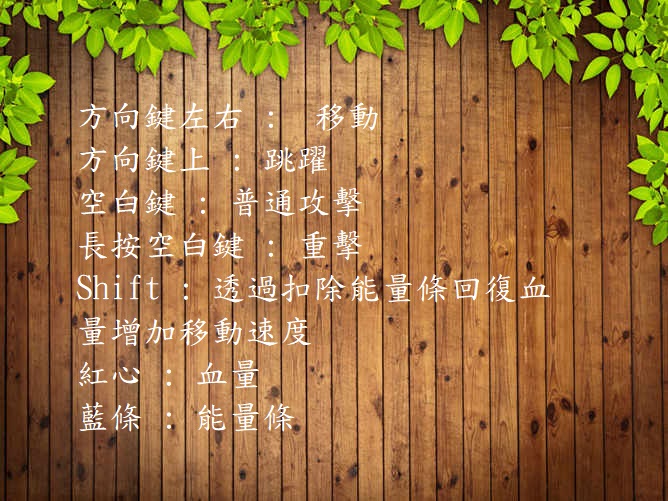 方向鍵左右 : 移動
方向鍵上 : 跳躍
空白鍵 : 普通攻擊
長按空白鍵 : 重擊
Shift : 透過扣除能量條回復血
量增加移動速度
紅心 : 血量
藍條 : 能量條